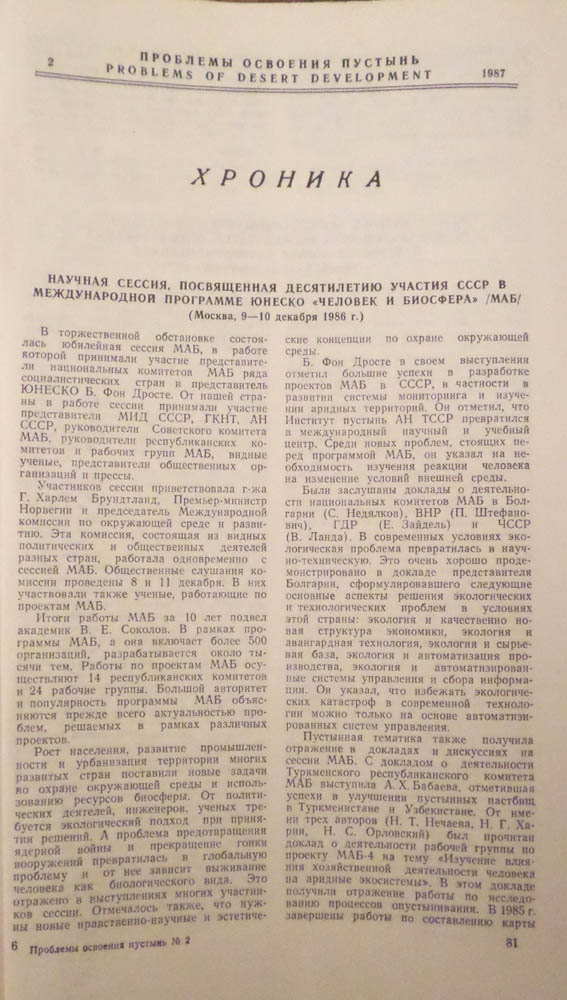 2
ПРОБЛЕМЫ ОСВОЕНИЯ ПУСТЫНЬ
PROBLEMS OF DESERT DEVELOPMENT
1987
ХРОНИКА
НАУЧНАЯ СЕССИЯ, ПОСВЯЩЕННАЯ ДЕСЯТИЛЕТИЮ УЧАСТИЯ СССР В
МЕЖДУНАРОДНОЙ ПРОГРАММЕ ЮНЕСКО «ЧЕЛОВЕК И БИОСФЕРА» /МАБ/
(Москва, 9—10 декабря 1986 г.)
В торжественной обстановке состоя-
лась юбилейная сессия МАБ, в работе
которой принимали участие представите-
ли национальных комитетов МАБ ряда
социалистических стран и представитель
ЮНЕСКО Б. Фон Дросте. От нашей стра-
ны в работе сессии принимали участие
представители МИД СССР, ГКНТ, АН
СССР, руководители Советского комитета
МАБ, руководители республиканских ко-
митетов и рабочих групп МАБ, видные
ученые, представители общественных ор-
ганизаций и прессы.
Участников сессии приветствовала г-жа
Г. Харлем Брундтланд, Премьер-министр
Норвегии и председатель Международной
комиссии по окружающей среде и разви-
тию. Эта комиссия, состоящая из видных
политических и общественных деятелей
разных стран, работала одновременно с
сессией МАБ. Общественные слушания ко-
миссии проведены 8 и 11 декабря. В них
участвовали также ученые, работающие по
проектам МАБ.
Итоги работы МАБ за 10 лет подвел
академик В. Е. Соколов. В рамках про-
граммы МАБ, а она включает более 500
организаций, разрабатывается около ты-
сячи тем. Работы по проектам МАБ осу-
ществляют 14 республиканских комитетов
и 24 рабочие группы. Большой авторитет
и популярность программы МАБ объяс-
няются прежде всего актуальностью про-
блем, решаемых в рамках различных
проектов.
Рост населения, развитие промышлен-
ности и урбанизация территории многих
развитых стран поставили новые задачи
по охране окружающей среды и исполь-
зованию ресурсов биосферы. От полити-
ческих деятелей, инженеров, ученых тре-
буется экологический подход при приня-
тии решений. А проблема предотвращения
ядерной войны и прекращение гонки
вооружений превратилась в глобальную
проблему и от нее зависит выживание
человека как биологического вида. Это
отражено в выступлениях многих участни-
ков сессии. Отмечалось также, что нуж-
ны новые нравственно-научные и эстетиче-
6 Проблемы освоения пустынь № 2
ские концепции по охране окружающей
среды.
Б. Фон Дросте в своем выступления
отметил большие успехи в разработке
проектов МАБ в СССР, в частности в
развитии системы мониторинга и изуче-
нии аридных территорий. Он отметил, что
Институт пустынь АН ТССР превратился
в международный научный и учебный
центр. Среди новых проблем, стоящих пе-
ред программой МАБ, он указал на не-
обходимость изучения реакции человека
на изменение условий внешней среды.
Были заслушаны доклады о деятельно-
сти национальных комитетов МАБ в Бол-
гарии (С. Недялков), ВНР (П. Штефано-
вич), ГДР (Е. Зайдель) и ЧССР
(В. Ланда). В современных условиях эко-
логическая проблема превратилась в науч-
но-техническую. Это очень хорошо проде-
монстрировано в докладе представителя
Болгарии, сформулировавшего следующие
основные аспекты решения экологических
и технологических проблем в условиях
этой страны: экология и качественно но-
вая структура экономики, экология и
авангардная технология, экология и сырье-
вая база, экология и автоматизация про-
изводства, экология и автоматизирован-
ные системы управления и сбора информа-
ции. Он указал, что избежать экологиче-
ских катастроф в современной техноло-
гии можно только на основе автоматизи-
рованных систем управления.
Пустынная тематика также получила
отражение в докладах и дискуссиях на
сессии МАБ. С докладом о деятельности
Туркменского республиканского комитета
МАБ выступила А. Х. Бабаева, отметившая
успехи в улучшении пустынных пастбищ
в Туркменистане и Узбекистане. От име-
ни трех авторов (Н. Т. Нечаева, Н. Г. Ха-
рин, Н. С. Орловский) был прочитан
доклад о деятельности рабочей группы по
проекту МАБ-4 на тему «Изучение влия-
ния хозяйственной деятельности человека
на аридные экосистемы». В этом докладе
получили отражение работы по исследо-
ванию процессов опустынивания. В 1985 г.
завершены работы по составлению карты
81